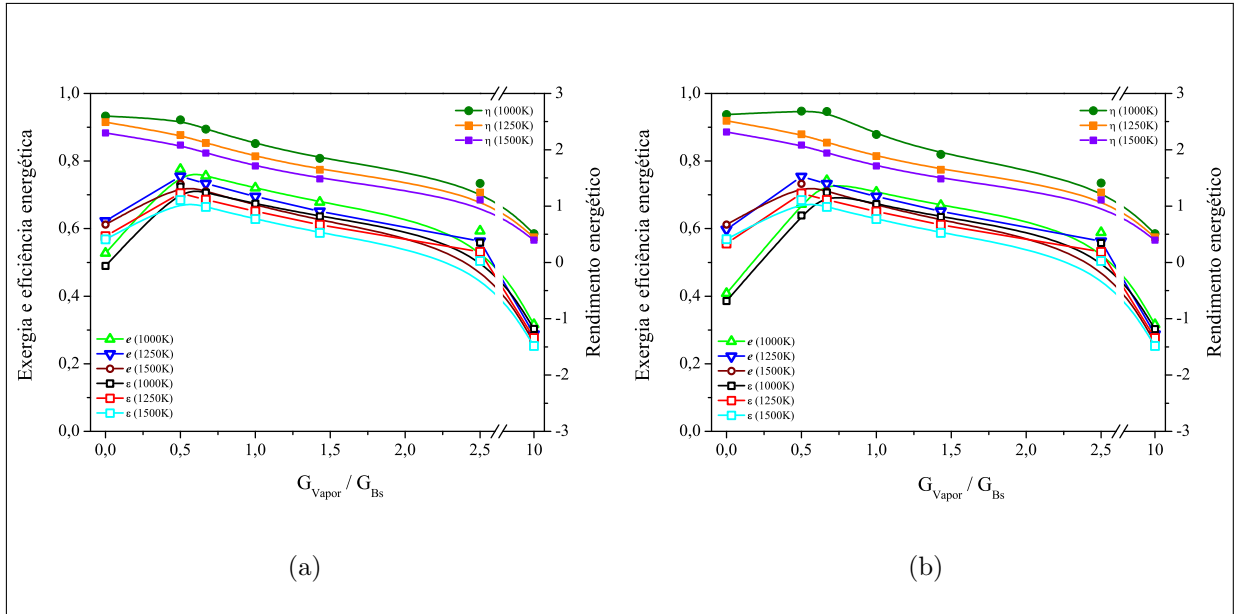 Exergia e eficiência energética
1,0
0,8
0,6
0,4
0,2
0,0
3
2
1
0
-1
-2
-3
Rendimento energético
η (1000K)
η (1250K)
η (1500K)
e (1000K)
e (1250K)
e (1500K)
ε (1000K)
ε (1250K)
ε (1500K)
0,0 0,5 1,0 1,5 2,0 2,5 10
G_Vapor / G_Bs
(a)
Exergia e eficiência energética
1,0
0,8
0,6
0,4
0,2
0,0
3
2
1
0
-1
-2
-3
Rendimento energético
η (1000K)
η (1250K)
η (1500K)
e (1000K)
e (1250K)
e (1500K)
ε (1000K)
ε (1250K)
ε (1500K)
0,0 0,5 1,0 1,5 2,0 2,5 10
G_Vapor / G_Bs
(b)